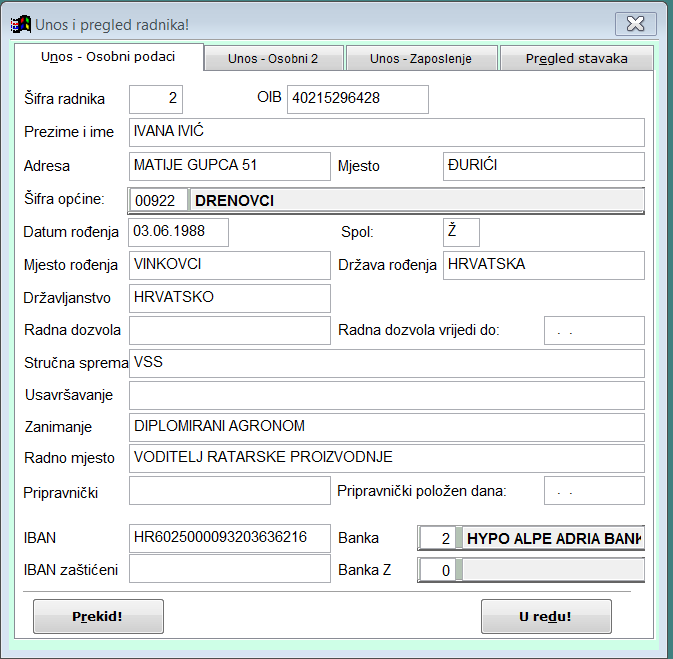 Unos i pregled radnika!
Unos - Osobni podaci Unos - Osobni 2 Unos - Zaposlenje Pregled stavaka
Šifra radnika 2 OIB 40215296428
Prezime i ime IVANA IVIĆ
Adresa MATIJE GUPCA 51 Mjesto ĐURIĆI
Šifra općine: 00922 DRENOVCI
Datum rođenja 03.06.1988 Spol: Ž
Mjesto rođenja VINKOVCI Država rođenja HRVATSKA
Državljanstvo HRVATSKO
Radna dozvola Radna dozvola vrijedi do: . .
Stručna sprema VSS
Usavršavanje
Zanimanje DIPLOMIRANI AGRONOM
Radno mjesto VODITELJ RATARSKE PROIZVODNJE
Pripravnički Pripravnički položen dana: . .
IBAN HR6025000093203636216 Banka 2 HYPO ALPE ADRIA BANK
IBAN zaštićeni Banka Z 0
Prekid! U redu!